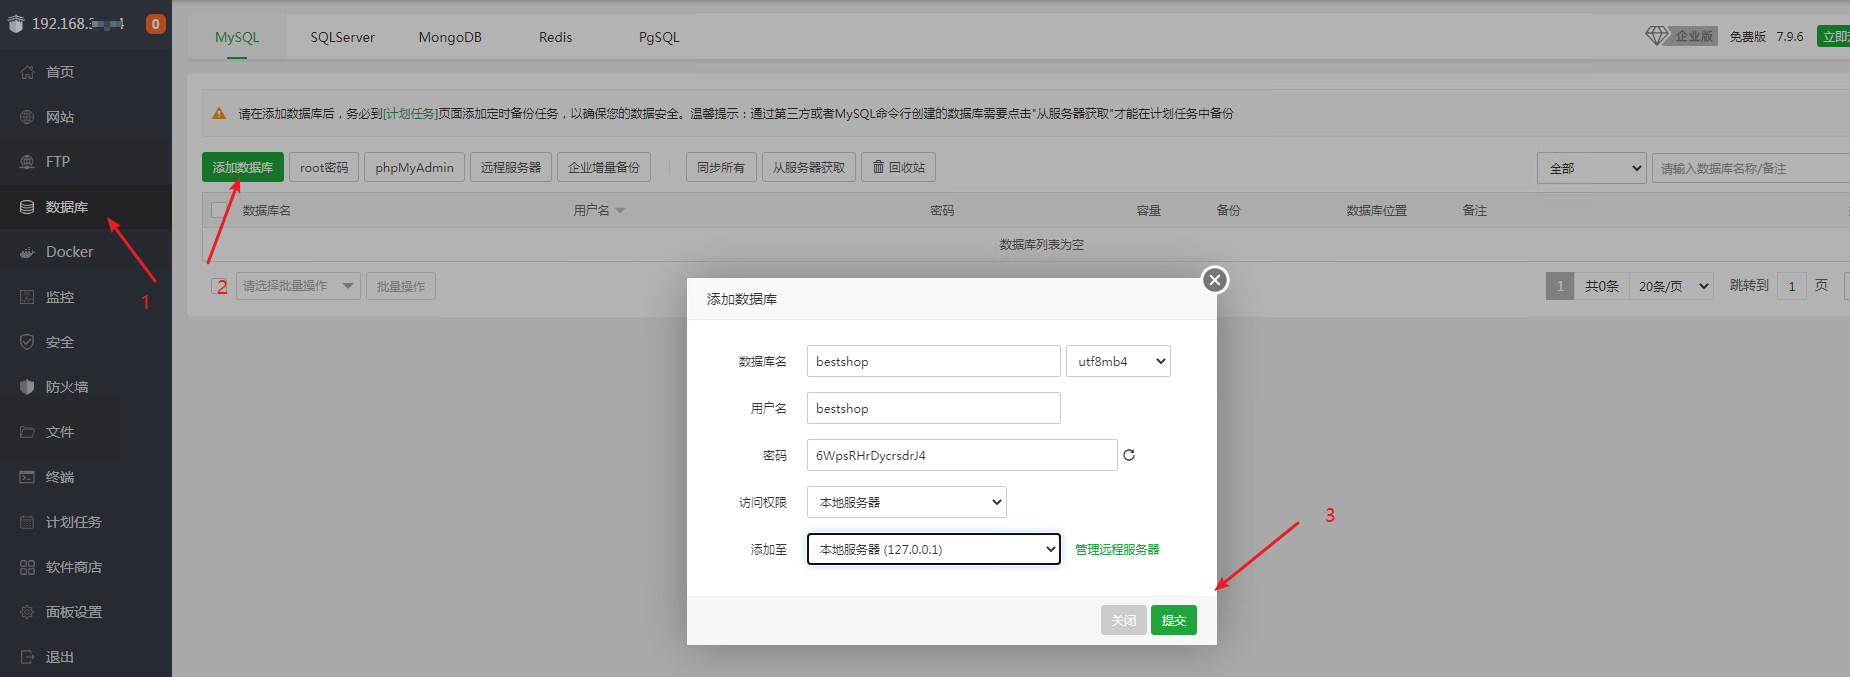 192.168.3 4 0
首页
网站
FTP
数据库
Docker
监控
安全
防火墙
文件
终端
计划任务
软件商店
面板设置
退出
1
MySQL SQLServer MongoDB Redis PgSQL
企业版 免费版 7.9.6 立即
请在添加数据库后，务必到[计划任务]页面添加定时备份任务，以确保您的数据安全。温馨提示：通过第三方或者MySQL命令行创建的数据库需要点击"从服务器获取"才能在计划任务中备份
添加数据库 root密码 phpMyAdmin 远程服务器 企业增量备份 同步所有 从服务器获取 回收站 全部 请输入数据库名称/备注
数据库名 用户名 密码 容量 备份 数据库位置 备注
数据库列表为空
2 请选择批量操作 批量操作 1 共0条 20条/页 跳转到 1 页
添加数据库
数据库名 bestshop utf8mb4
用户名 bestshop
密码 6WpsRHrDycrsdrJ4
访问权限 本地服务器
添加至 本地服务器 (127.0.0.1) 管理远程服务器
关闭 提交
3